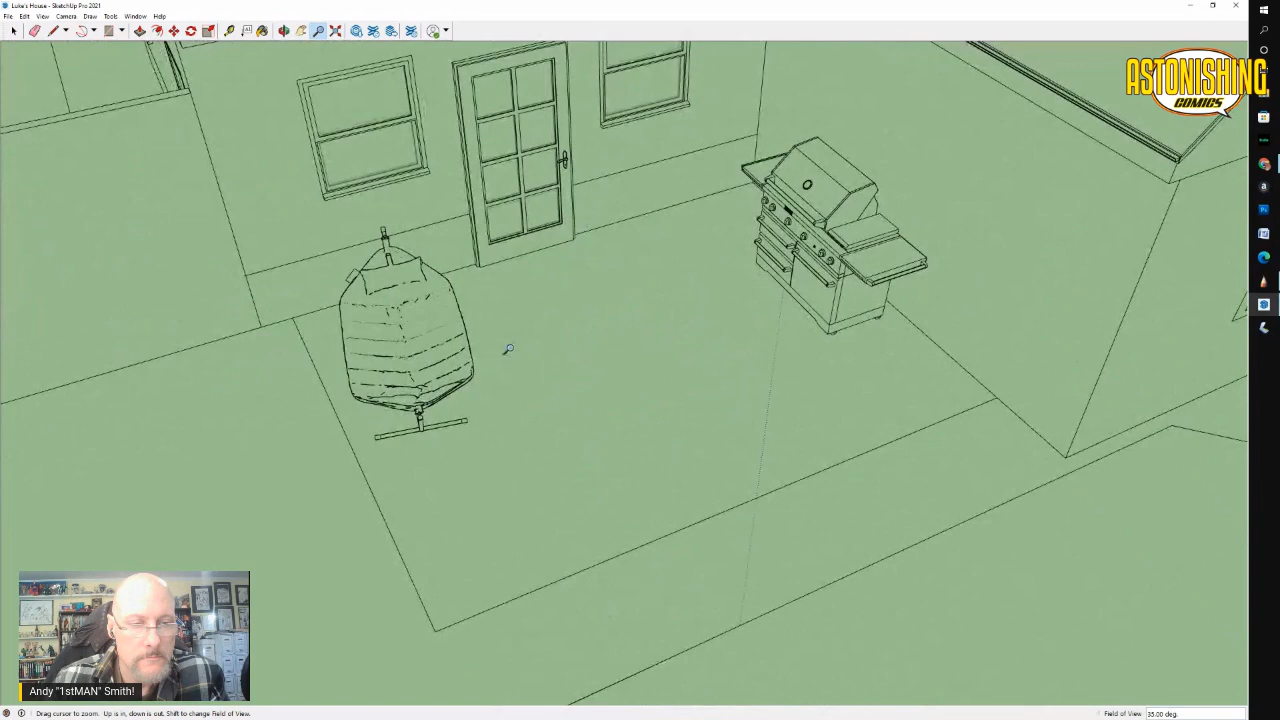 Luke's House - SketchUp Pro 2021
File Edit View Camera Draw Tools Window Help
ASTONISHING
COMICS
Andy "1stMAN" Smith!
Drag cursor to zoom. Up is in, down is out. Shift to change Field of View.
Field of View 35.00 deg.